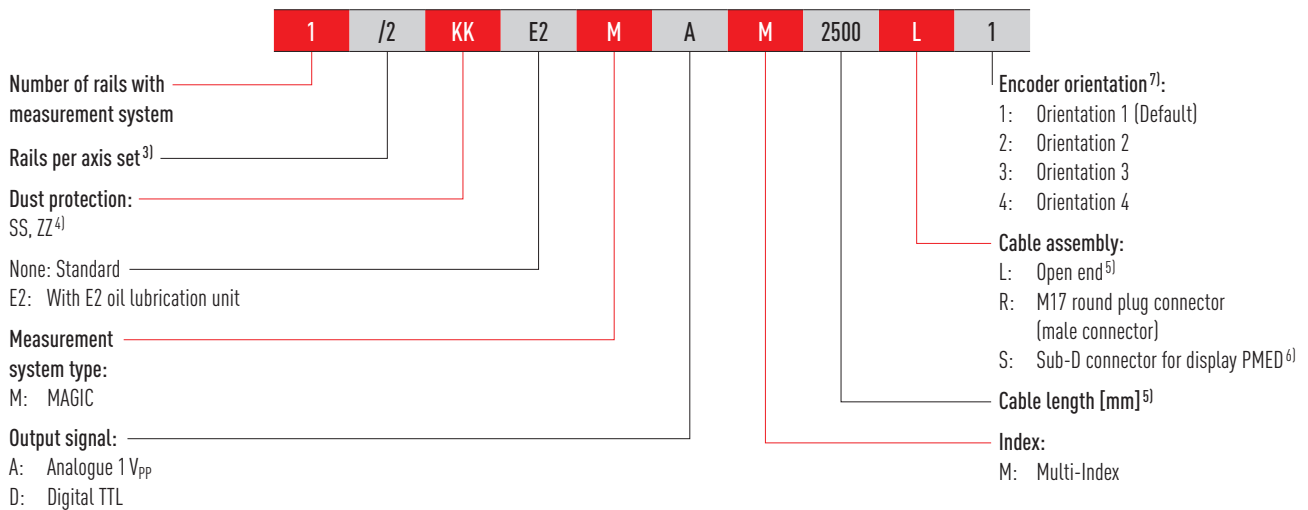 1 /2 KK E2 M A M 2500 L 1
Number of rails with
measurement system
Rails per axis set 3)
Dust protection:
SS, ZZ 4)
None: Standard
E2: With E2 oil lubrication unit
Measurement
system type:
M: MAGIC
Output signal:
A: Analogue 1 VPP
D: Digital TTL
Encoder orientation 7):
1: Orientation 1 (Default)
2: Orientation 2
3: Orientation 3
4: Orientation 4
Cable assembly:
L: Open end 5)
R: M17 round plug connector
(male connector)
S: Sub-D connector for display PMED 6)
Cable length [mm] 5)
Index:
M: Multi-Index